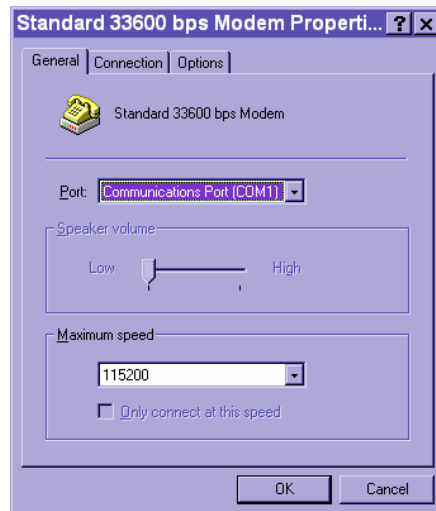 Standard 33600 bps Modem Properti... ? ×
General Connection Options
Standard 33600 bps Modem
Port: Communications Port (COM1)
Speaker volume
Low High
Maximum speed
115200
Only connect at this speed
OK Cancel